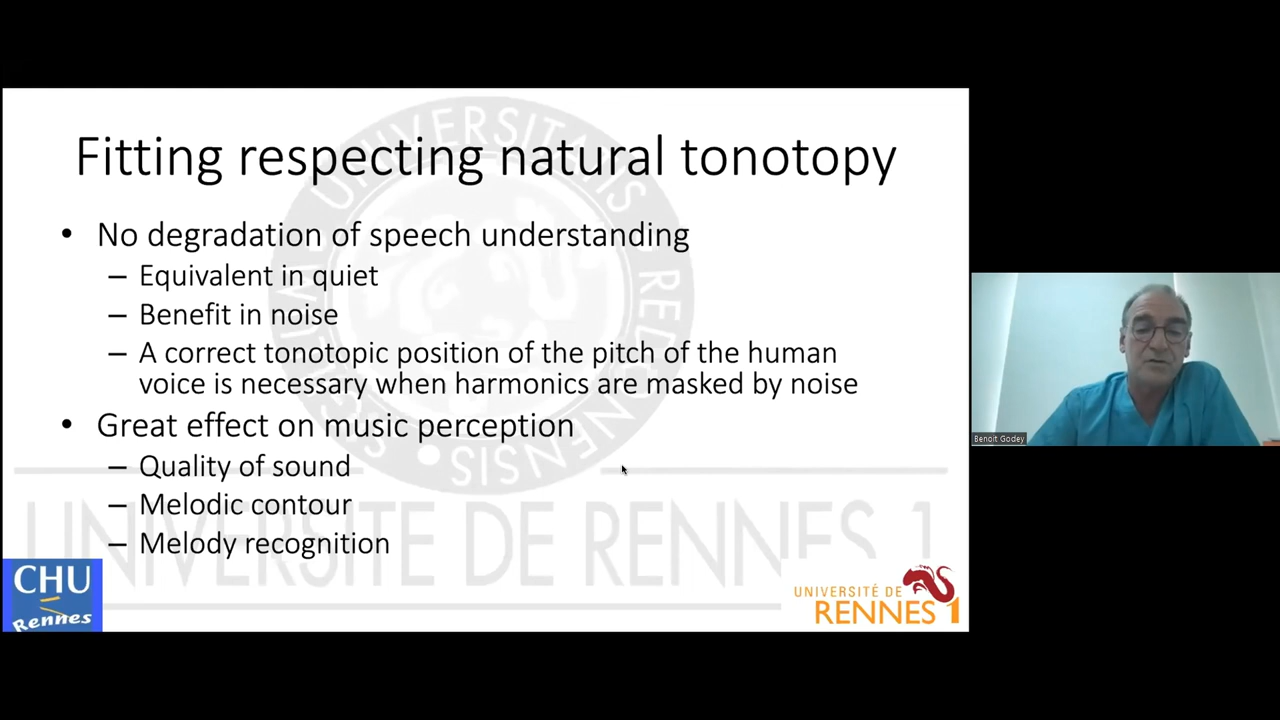 Fitting respecting natural tonotopy
• No degradation of speech understanding
– Equivalent in quiet
– Benefit in noise
– A correct tonotopic position of the pitch of the human
voice is necessary when harmonics are masked by noise
• Great effect on music perception
– Quality of sound
– Melodic contour
– Melody recognition
UNIVERSITE DE RENNES 1
CHU
Rennes
UNIVERSITÉ DE
RENNES 1
Benoit Godey